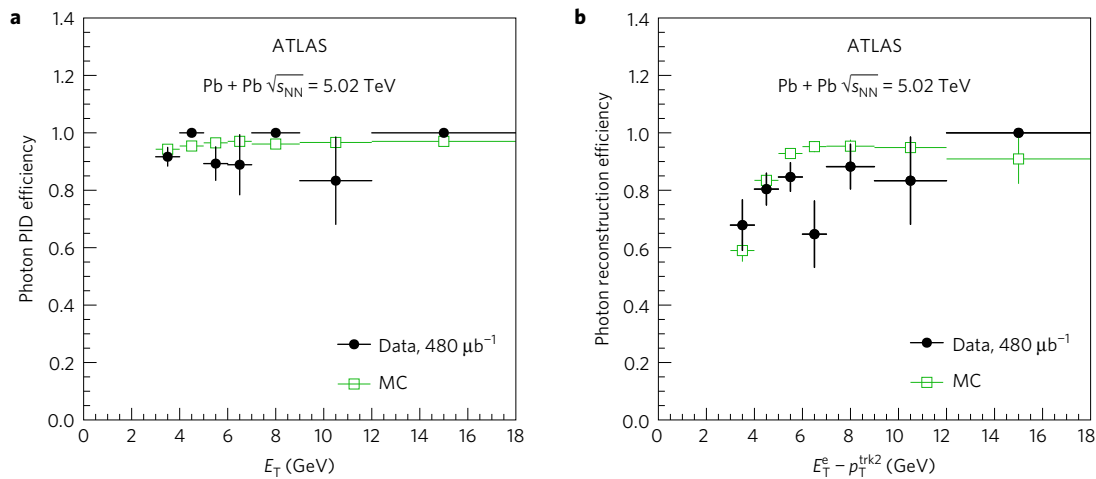 a
ATLAS
Pb + Pb √sNN = 5.02 TeV
Photon PID efficiency
1.4
1.2
1.0
0.8
0.6
0.4
0.2
0.0
Data, 480 μb⁻¹
MC
0 2 4 6 8 10 12 14 16 18
ET (GeV)
b
ATLAS
Pb + Pb √sNN = 5.02 TeV
Photon reconstruction efficiency
1.4
1.2
1.0
0.8
0.6
0.4
0.2
0.0
Data, 480 μb⁻¹
MC
0 2 4 6 8 10 12 14 16 18
E_T^e − p_T^trk2 (GeV)